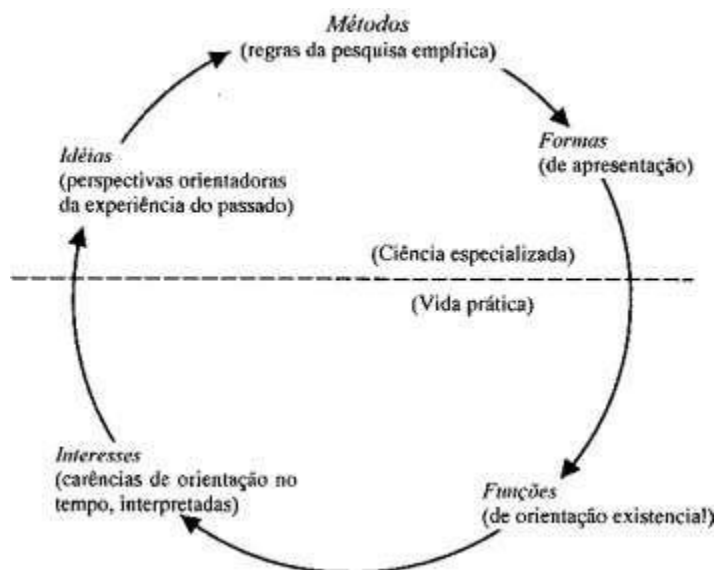 Métodos
(regras da pesquisa empírica)
Idéias
(perspectivas orientadoras
da experiência do passado)
Formas
(de apresentação)
(Ciência especializada)
(Vida prática)
Interesses
(carências de orientação no
tempo, interpretadas)
Funções
(de orientação existencial)